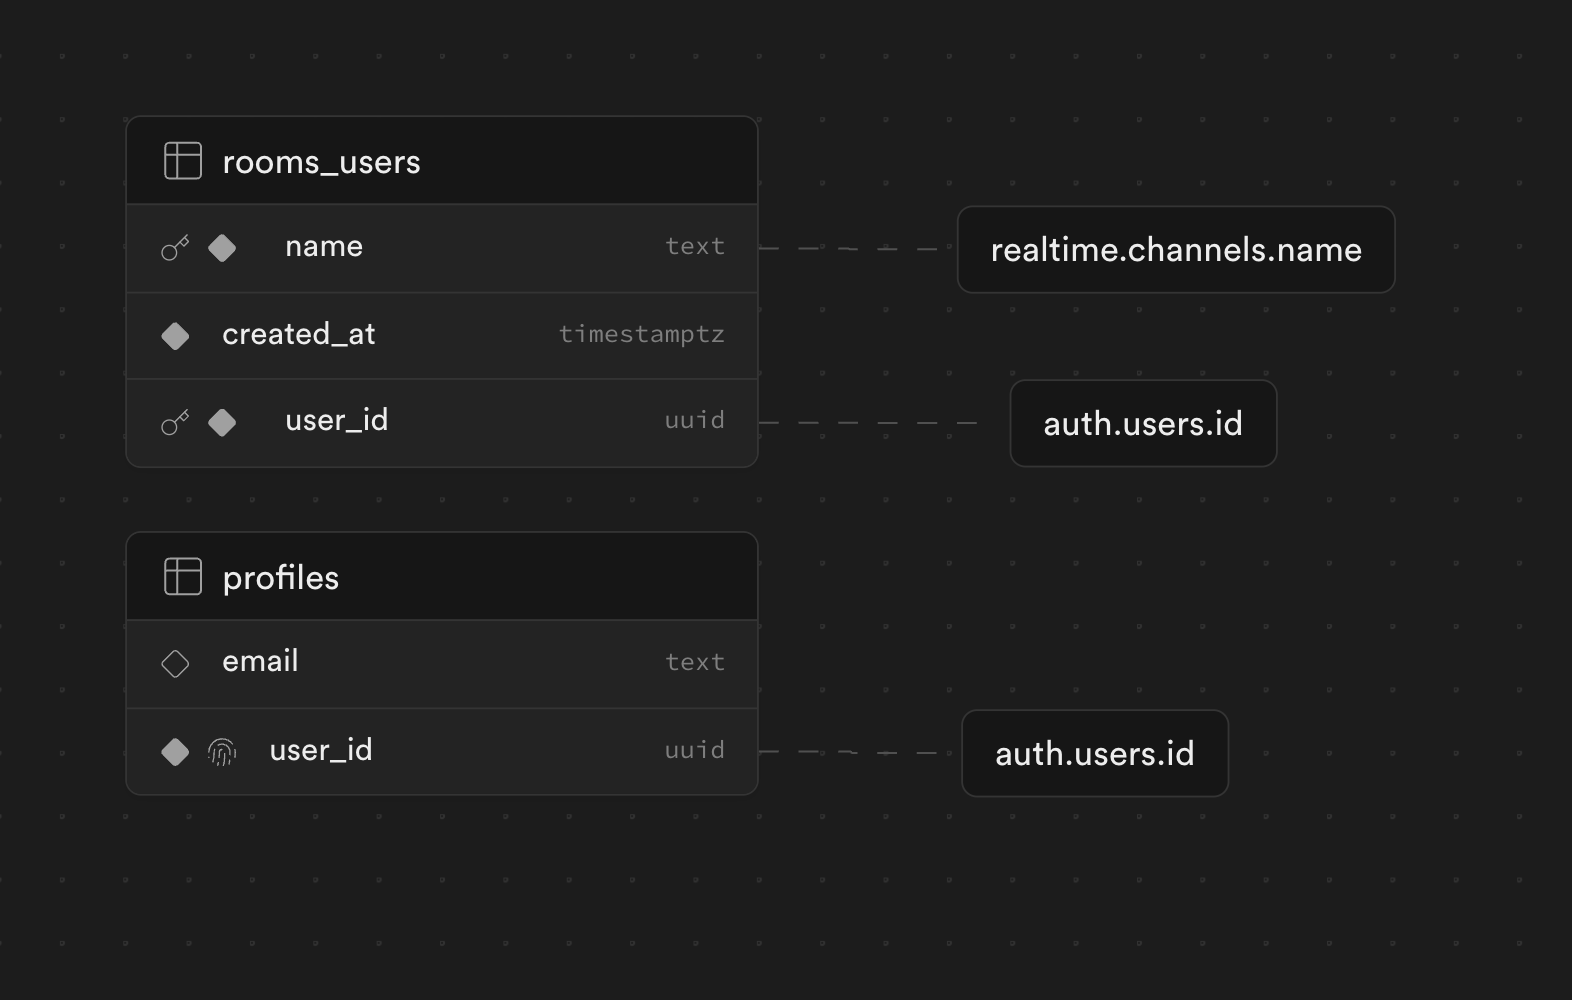 rooms_users
name text realtime.channels.name
created_at timestamptz
user_id uuid auth.users.id
profiles
email text
user_id uuid auth.users.id